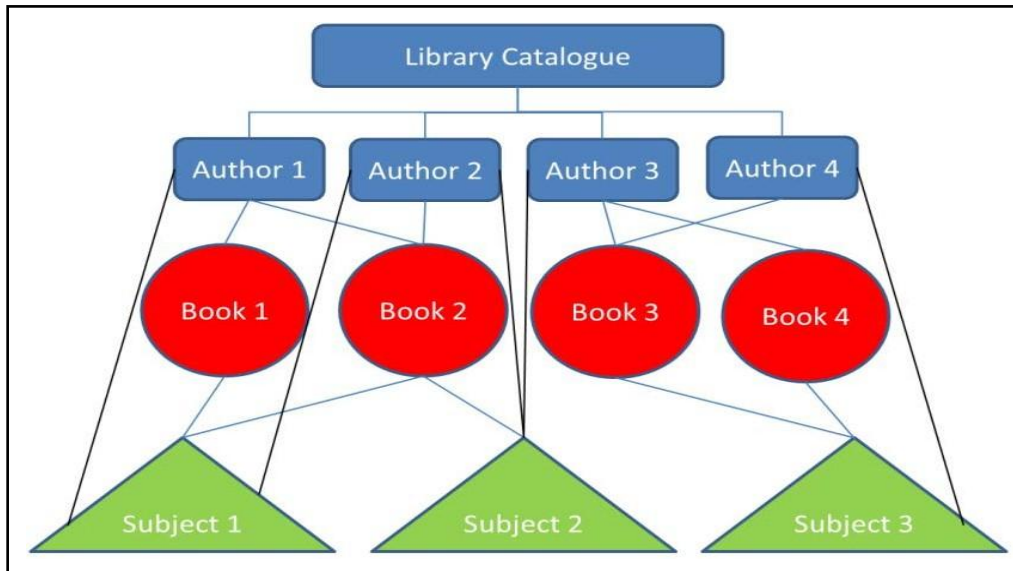 Library Catalogue
Author 1
Author 2
Author 3
Author 4
Book 1
Book 2
Book 3
Book 4
Subject 1
Subject 2
Subject 3